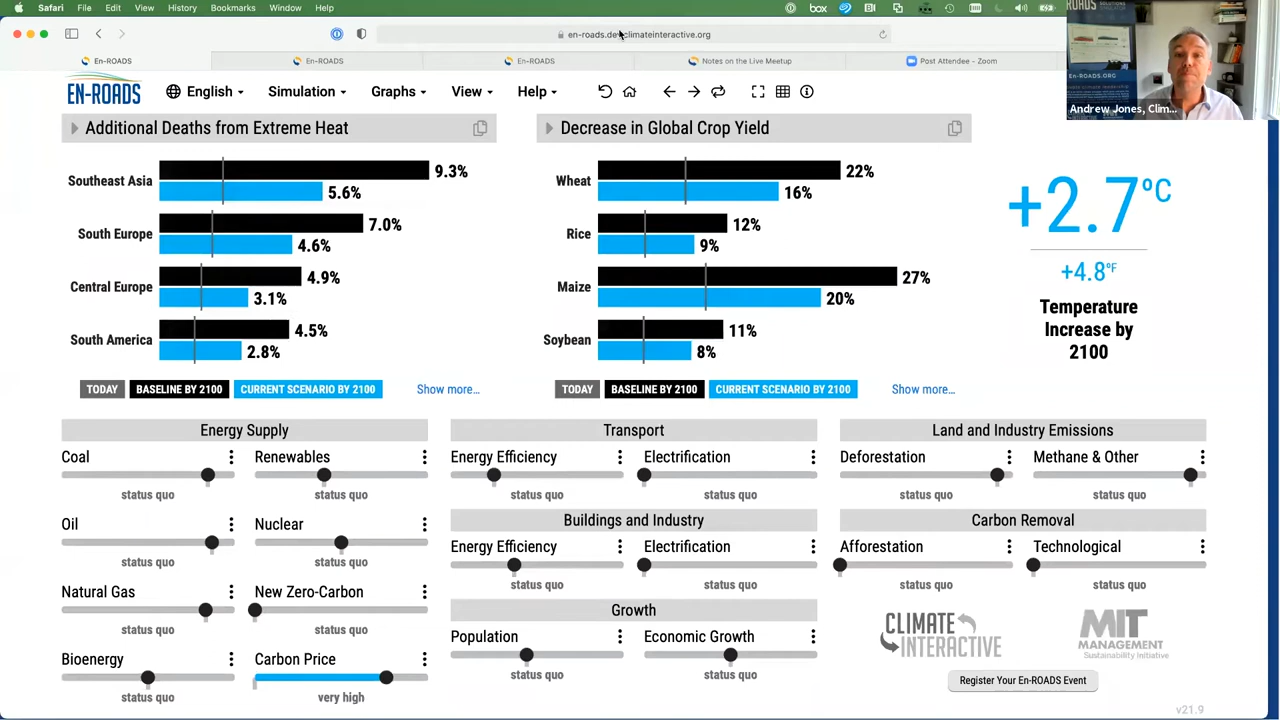 Safari File Edit View History Bookmarks Window Help
box
en-roads.dev.climateinteractive.org
En-ROADS
En-ROADS
En-ROADS
Notes on the Live Meetup
Post Attendee - Zoom
En-ROADS.ORG
Andrew Jones, Clim...
EN-ROADS
English
Simulation
Graphs
View
Help
Additional Deaths from Extreme Heat
Southeast Asia 9.3%
5.6%
South Europe 7.0%
4.6%
Central Europe 4.9%
3.1%
South America 4.5%
2.8%
TODAY BASELINE BY 2100 CURRENT SCENARIO BY 2100 Show more...
Decrease in Global Crop Yield
Wheat 22%
16%
Rice 12%
9%
Maize 27%
20%
Soybean 11%
8%
TODAY BASELINE BY 2100 CURRENT SCENARIO BY 2100 Show more...
+2.7°C
+4.8°F
Temperature
Increase by
2100
Energy Supply
Coal
status quo
Renewables
status quo
Oil
status quo
Nuclear
status quo
Natural Gas
status quo
New Zero-Carbon
status quo
Bioenergy
status quo
Carbon Price
very high
Transport
Energy Efficiency
status quo
Electrification
status quo
Buildings and Industry
Energy Efficiency
status quo
Electrification
status quo
Growth
Population
status quo
Economic Growth
status quo
Land and Industry Emissions
Deforestation
status quo
Methane & Other
status quo
Carbon Removal
Afforestation
status quo
Technological
status quo
CLIMATE
INTERACTIVE
MIT
MANAGEMENT
Sustainability Initiative
Register Your En-ROADS Event
v21.9